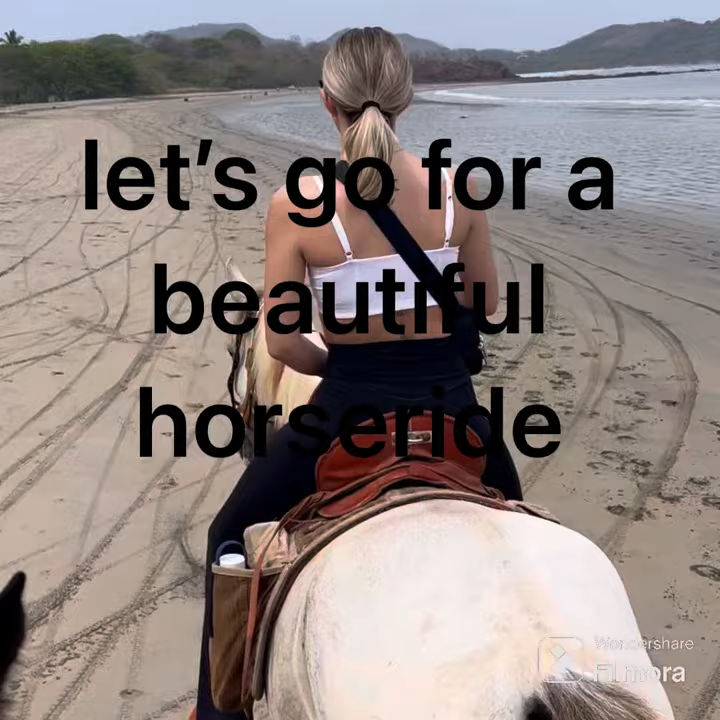 let’s go for a
beautiful
horseride
Wondershare
Filmora